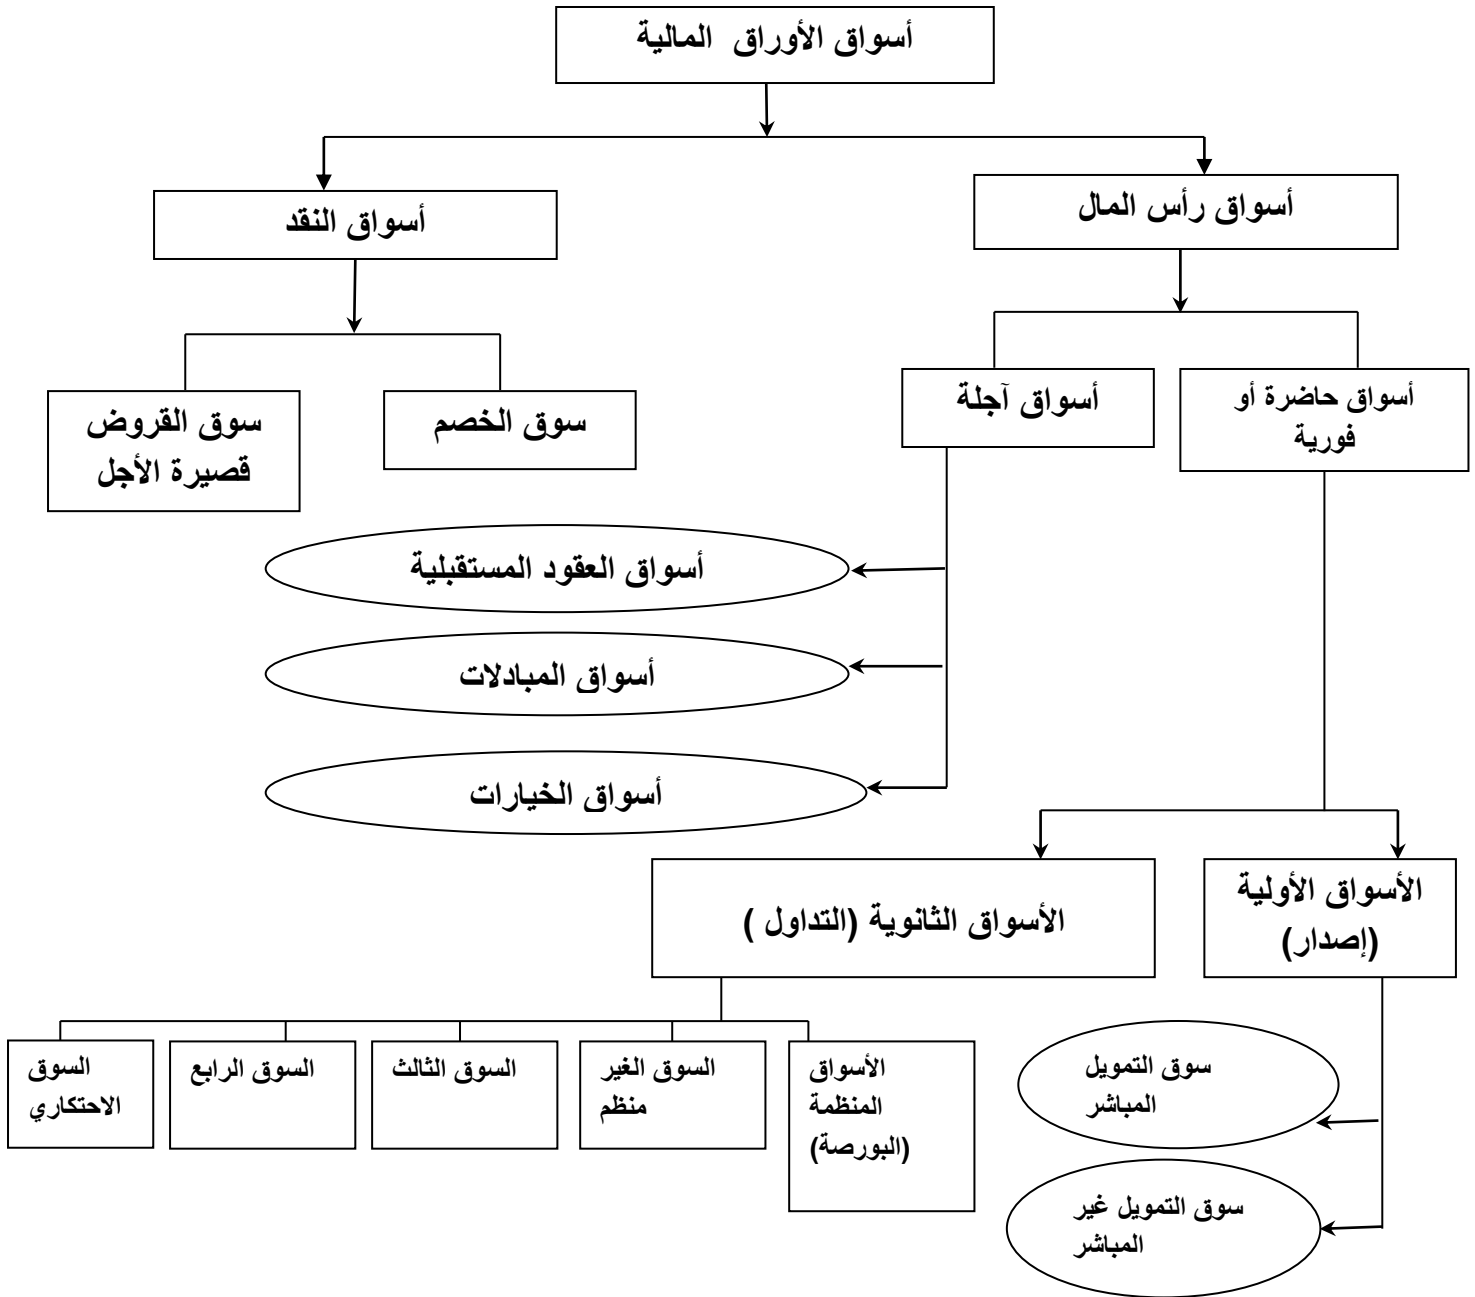 أسواق الأوراق المالية
أسواق رأس المال
أسواق النقد
أسواق حاضرة أو
فورية
أسواق آجلة
سوق الخصم
سوق القروض
قصيرة الأجل
أسواق العقود المستقبلية
أسواق المبادلات
أسواق الخيارات
الأسواق الأولية
(إصدار)
الأسواق الثانوية (التداول )
سوق التمويل
المباشر
سوق التمويل غير
المباشر
الأسواق
المنظمة
(البورصة)
السوق الغير
منظم
السوق الثالث
السوق الرابع
السوق
الاحتكاري